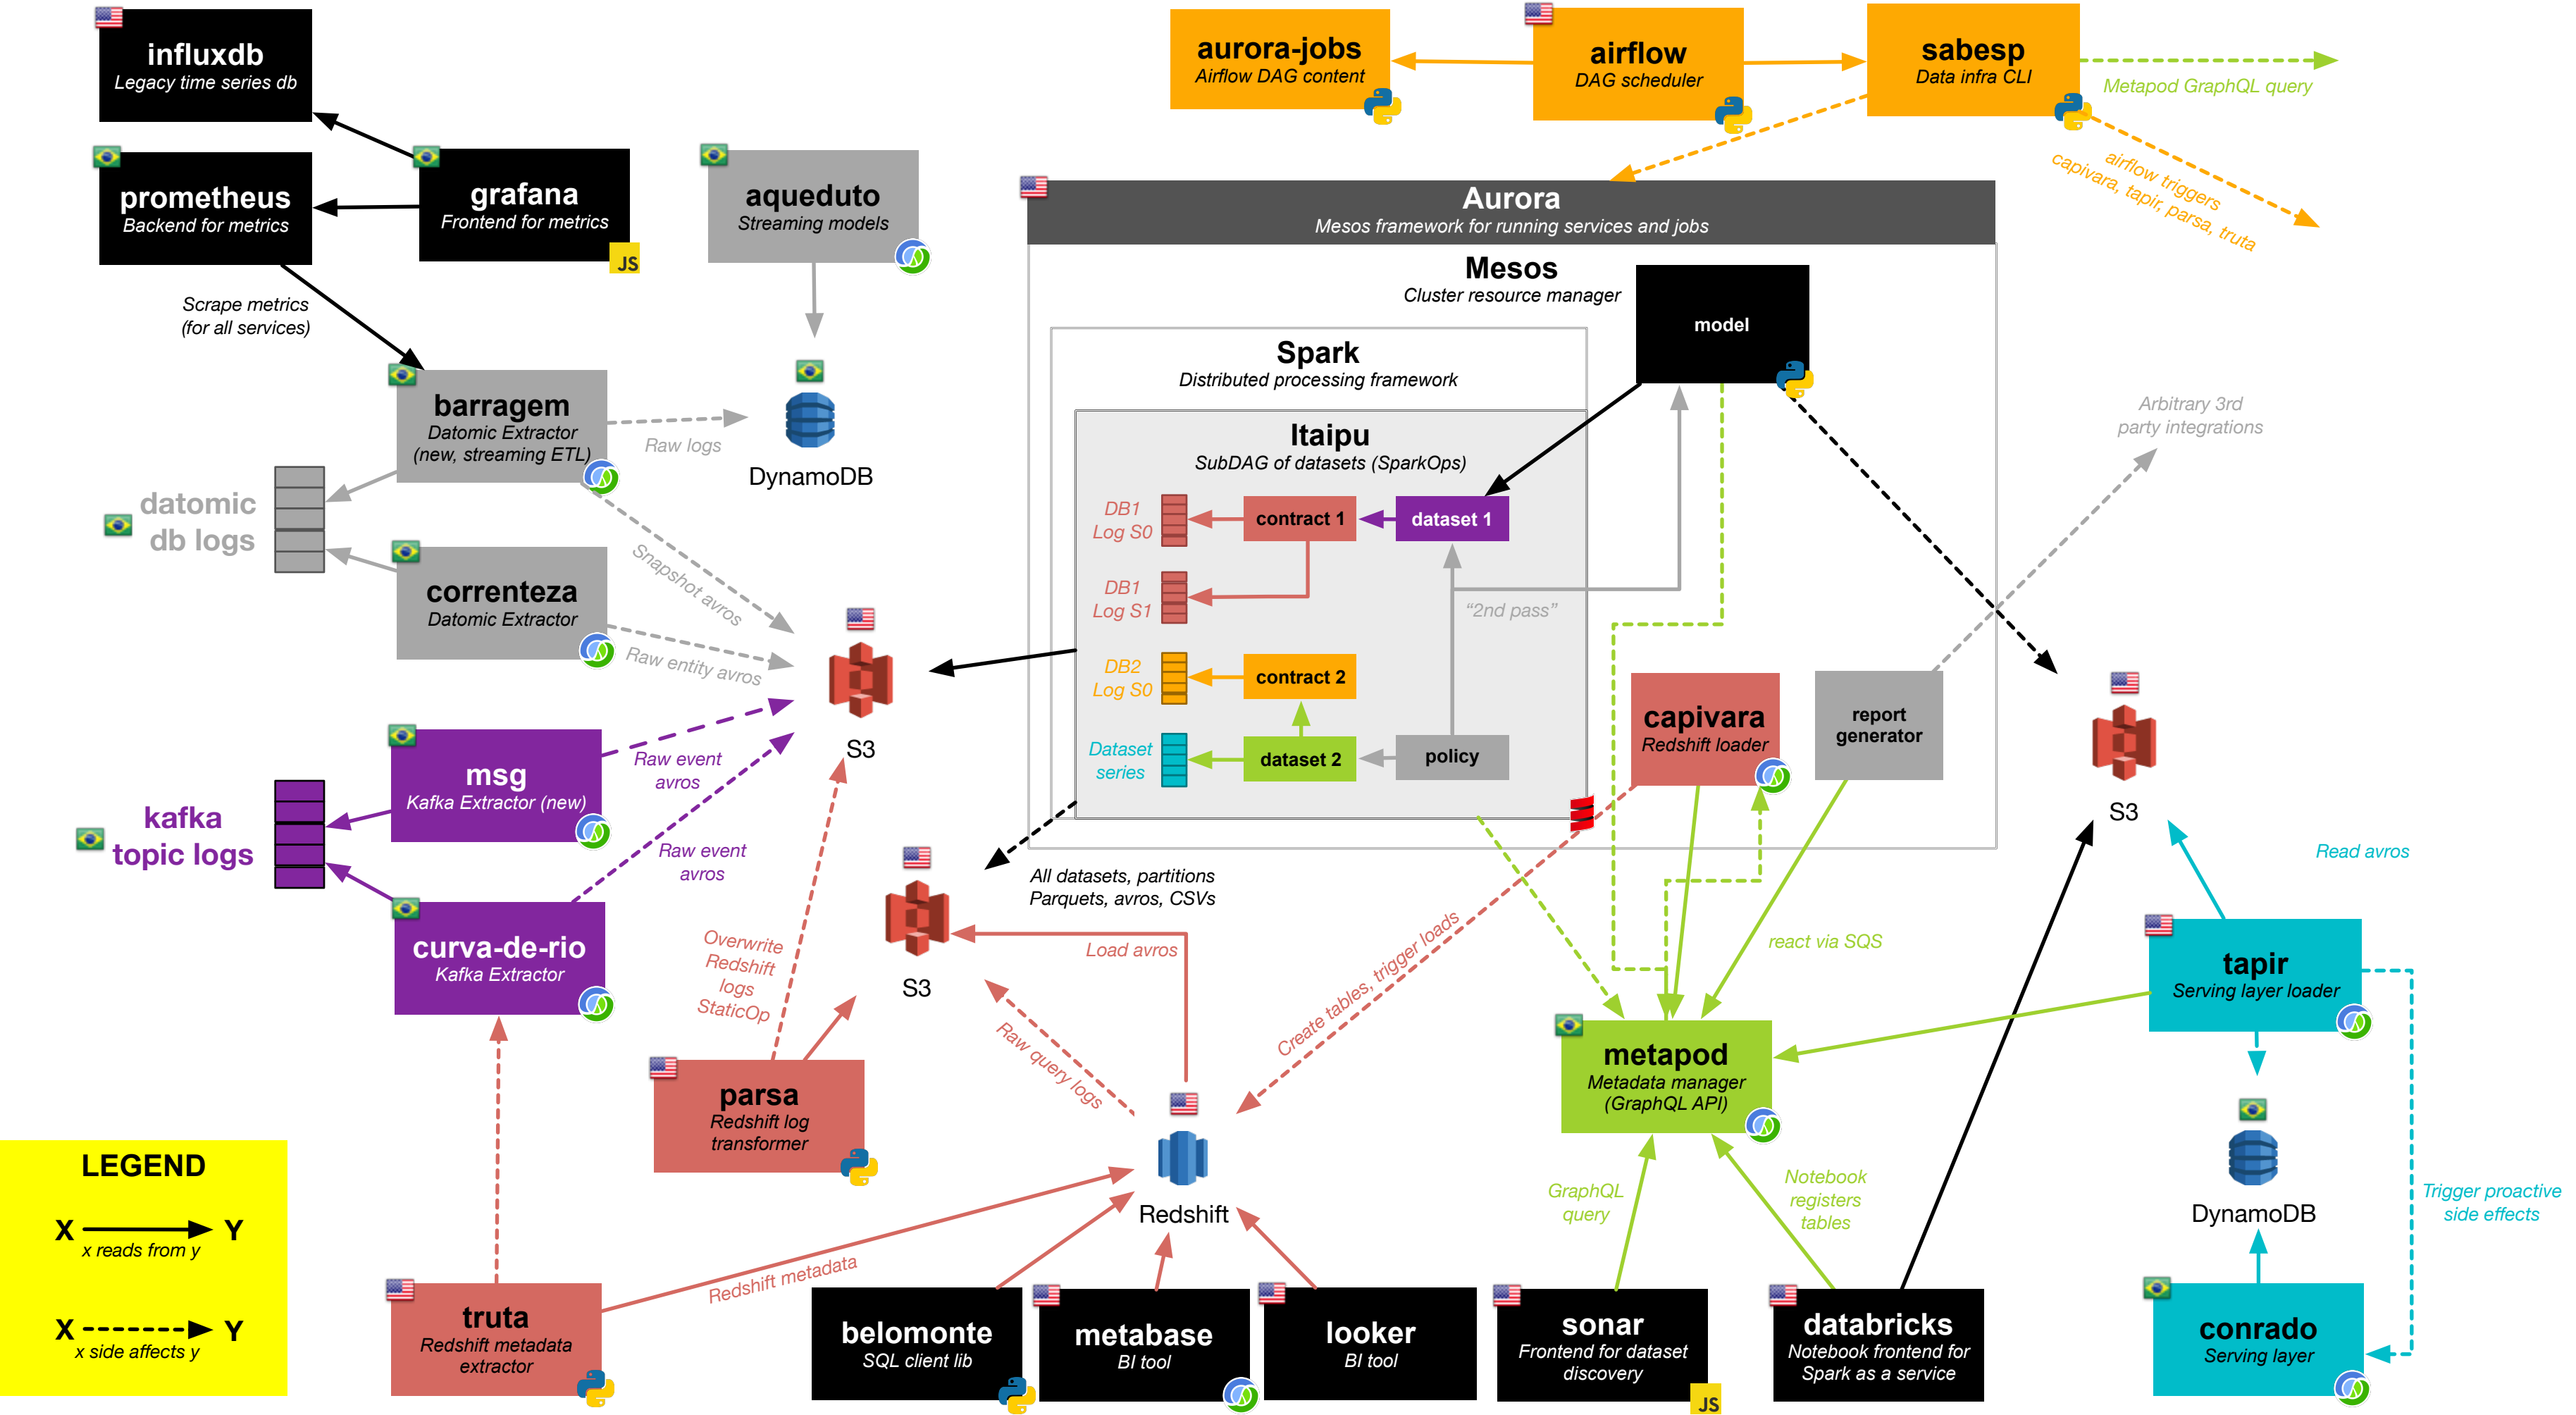 influxdb
Legacy time series db
prometheus
Backend for metrics
grafana
Frontend for metrics
JS
Scrape metrics
(for all services)
aqueduto
Streaming models
DynamoDB
barragem
Datomic Extractor
(new, streaming ETL)
Raw logs
datomic
db logs
Snapshot avros
correnteza
Datomic Extractor
Raw entity avros
S3
msg
Kafka Extractor (new)
Raw event
avros
kafka
topic logs
Raw event
avros
curva-de-rio
Kafka Extractor
aurora-jobs
Airflow DAG content
airflow
DAG scheduler
sabesp
Data infra CLI
Metapod GraphQL query
airflow triggers
capivara, tapir, parsa, truta
Aurora
Mesos framework for running services and jobs
Mesos
Cluster resource manager
model
Spark
Distributed processing framework
Itaipu
SubDAG of datasets (SparkOps)
DB1
Log S0
contract 1
dataset 1
DB1
Log S1
“2nd pass”
DB2
Log S0
contract 2
Dataset
series
dataset 2
policy
capivara
Redshift loader
report
generator
Arbitrary 3rd
party integrations
S3
All datasets, partitions
Parquets, avros, CSVs
Read avros
Overwrite
Redshift
logs
StaticOp
S3
Load avros
Raw query logs
Create tables, trigger loads
react via SQS
tapir
Serving layer loader
parsa
Redshift log
transformer
Redshift
metapod
Metadata manager
(GraphQL API)
DynamoDB
Trigger proactive
side effects
GraphQL
query
Notebook
registers
tables
LEGEND
X Y
x reads from y
X Y
x side affects y
Redshift metadata
truta
Redshift metadata
extractor
belomonte
SQL client lib
metabase
BI tool
looker
BI tool
sonar
Frontend for dataset
discovery
JS
databricks
Notebook frontend for
Spark as a service
conrado
Serving layer